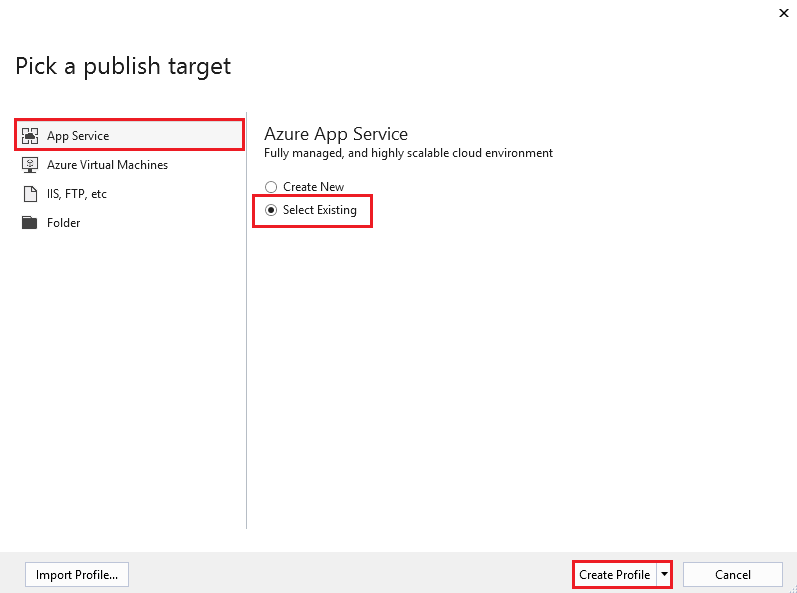 Pick a publish target
App Service
Azure Virtual Machines
IIS, FTP, etc
Folder
Azure App Service
Fully managed, and highly scalable cloud environment
Create New
Select Existing
Import Profile...
Create Profile
Cancel